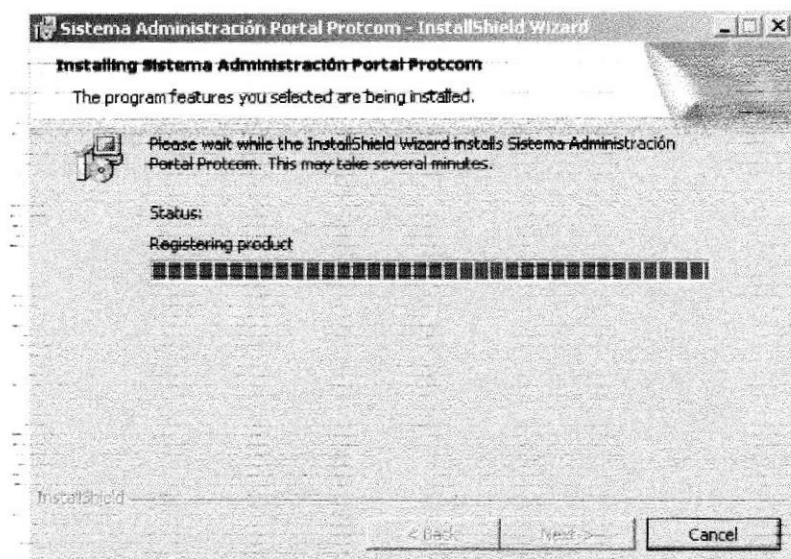 Sistema Administración Portal Protcom - InstallShield Wizard
Installing Sistema Administración Portal Protcom
The program features you selected are being installed.
Please wait while the InstallShield Wizard installs Sistema Administración
Portal Protcom. This may take several minutes.
Status:
Registering product
InstallShield
< Back
Next >
Cancel